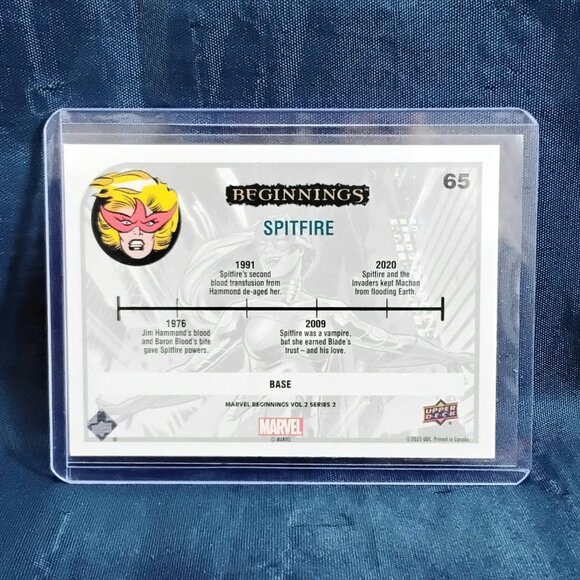 65
BEGINNINGS
SPITFIRE
1991
Spitfire's second
blood transfusion from
Hammond de-aged her.
2020
Spitfire and the
Invaders kept Machan
from flooding Earth.
1976
Jim Hammond's blood
and Baron Blood's bite
gave Spitfire powers.
2009
Spitfire was a vampire,
but she earned Blade's
trust – and his love.
BASE
MARVEL BEGINNINGS VOL.2 SERIES 2
MARVEL
© MARVEL
UPPER
DECK
©2023 UDC. Printed in Canada